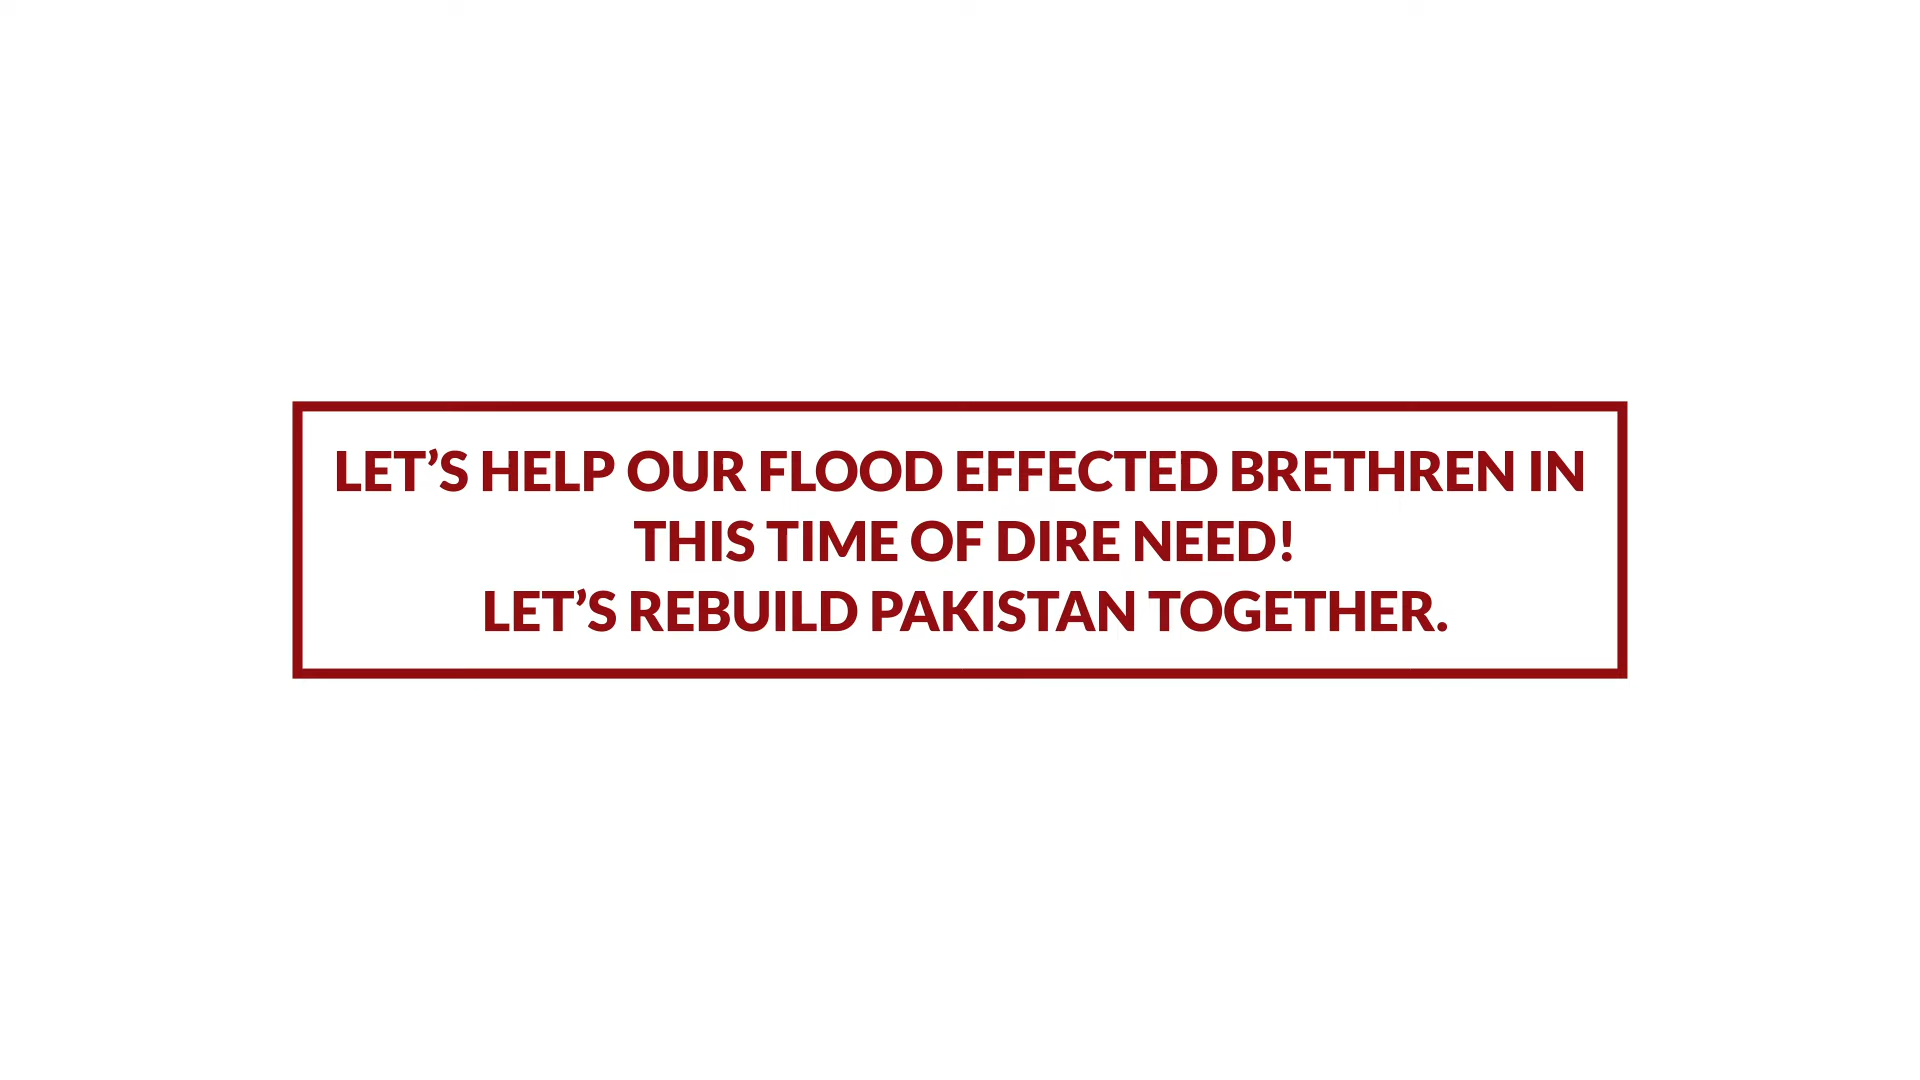 LET’S HELP OUR FLOOD EFFECTED BRETHREN IN
THIS TIME OF DIRE NEED!
LET’S REBUILD PAKISTAN TOGETHER.